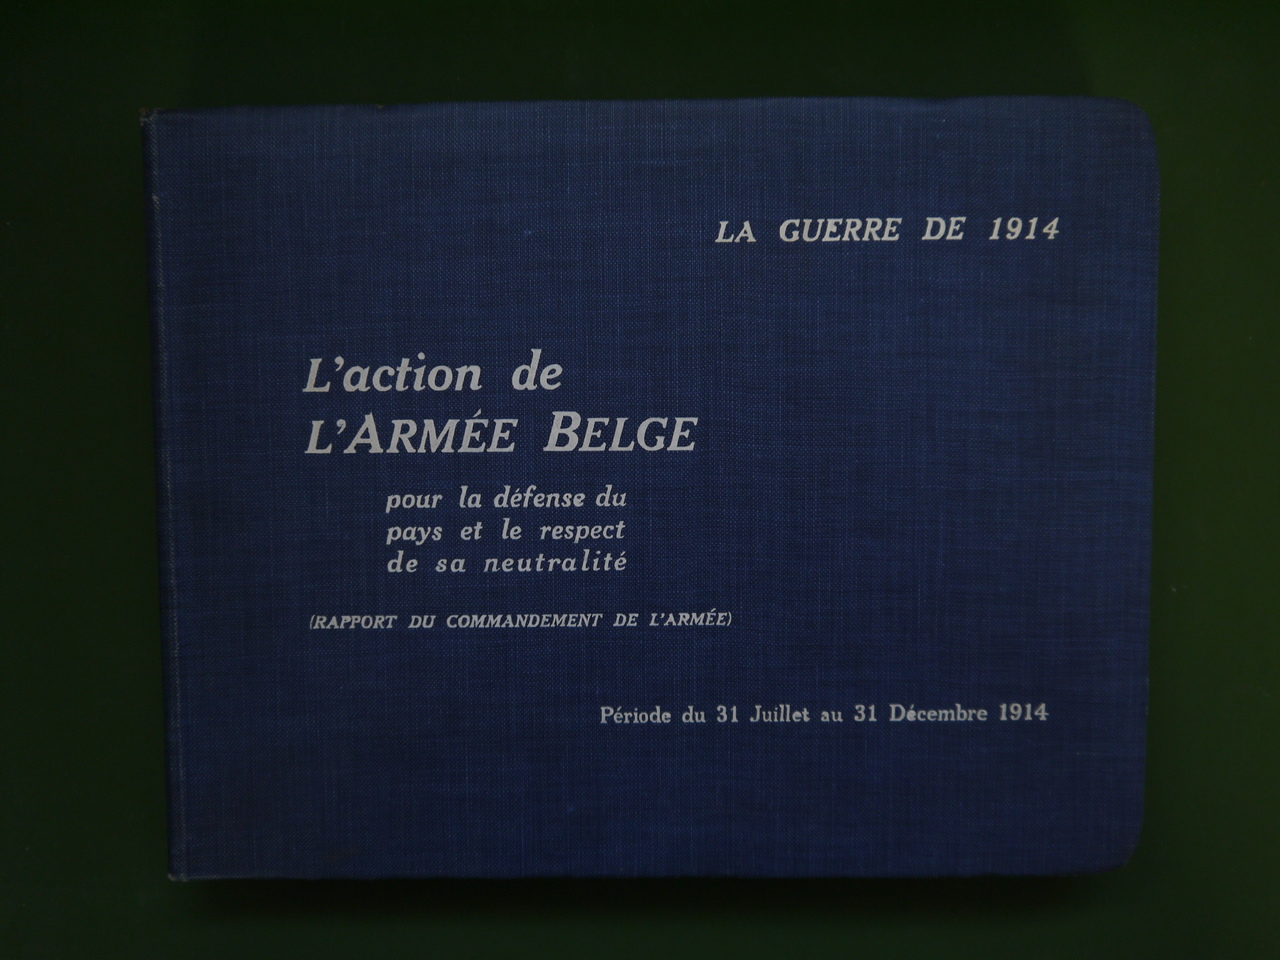 LA GUERRE DE 1914
L'action de
L'ARMÉE BELGE
pour la défense du
pays et le respect
de sa neutralité
(RAPPORT DU COMMANDEMENT DE L'ARMÉE)
Période du 31 Juillet au 31 Décembre 1914